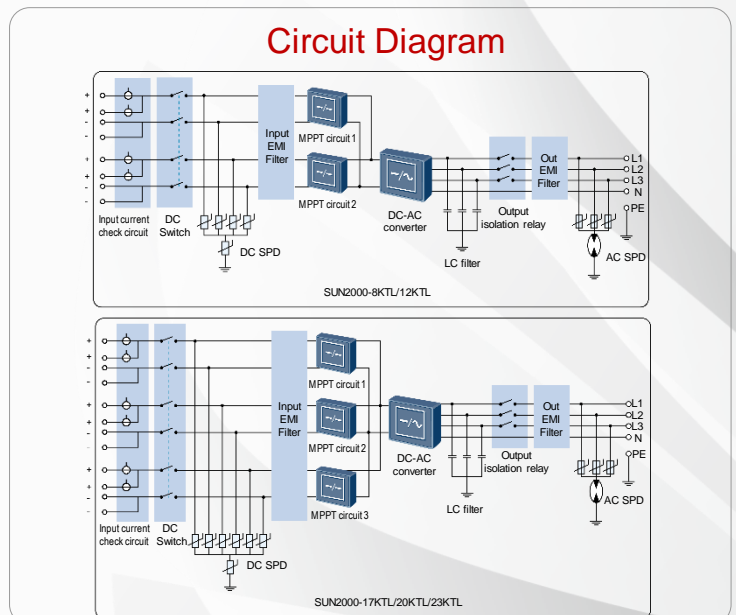 Circuit Diagram
+
+
-
-
+
+
-
-
Input current
check circuit
DC
Switch
DC SPD
Input
EMI
Filter
MPPT circuit 1
MPPT circuit 2
DC-AC
converter
LC filter
Output
isolation relay
Out
EMI
Filter
L1
L2
L3
N
PE
AC SPD
SUN2000-8KTL/12KTL
+
+
-
-
+
+
-
-
+
+
-
-
Input current
check circuit
DC
Switch
DC SPD
Input
EMI
Filter
MPPT circuit 1
MPPT circuit 2
MPPT circuit 3
DC-AC
converter
LC filter
Output
isolation relay
Out
EMI
Filter
L1
L2
L3
N
PE
AC SPD
SUN2000-17KTL/20KTL/23KTL